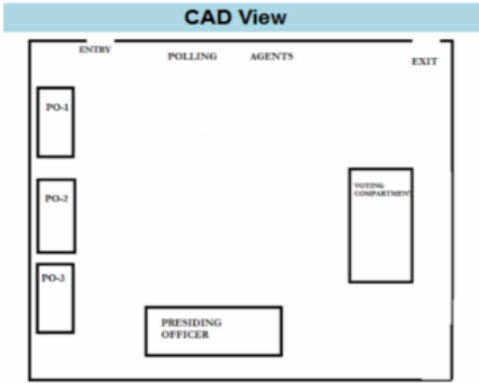 CAD View
ENTRY
POLLING AGENTS
EXIT
PO-1
VOTING
COMPARTMENT
PO-2
PO-3
PRESIDING
OFFICER